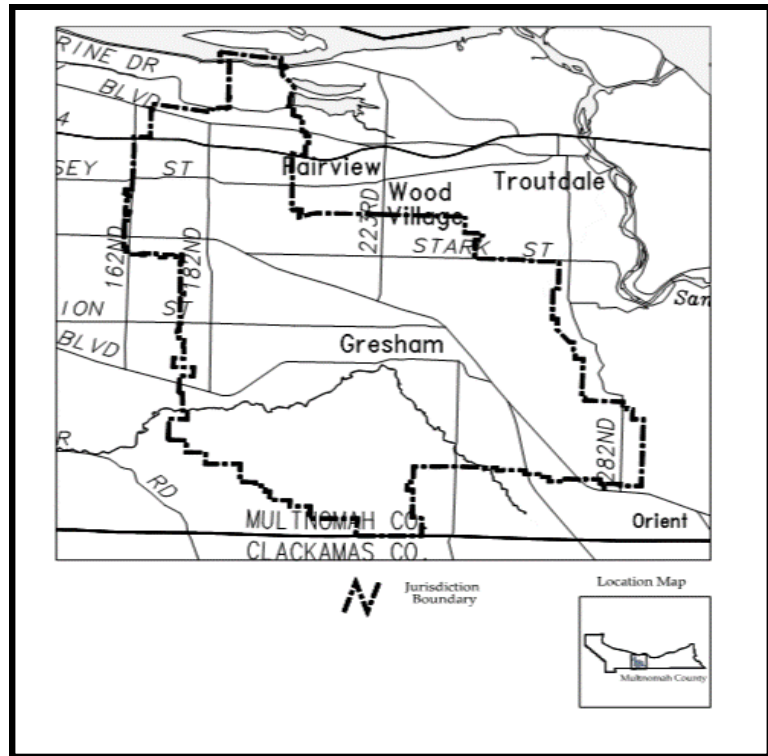 RINE DR
BLVD
4
SEY ST
Fairview
Wood
Village
Troutdale
223RD
162ND
182ND
STARK ST
San
ION ST
BLVD
Gresham
282ND
R
RD
MULTNOMAH CO.
Orient
CLACKAMAS CO.
Jurisdiction
Boundary
Location Map
Multnomah County